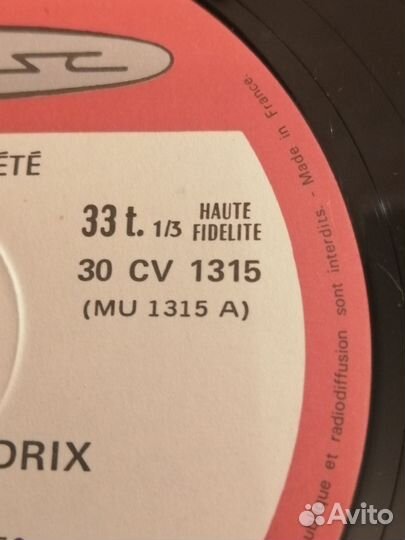 ÉTÉ
33 t. 1/3 HAUTE FIDELITE
30 CV 1315
(MU 1315 A)
DRIX
et radiodiffusion sont interdits. - Made in France.
Avito